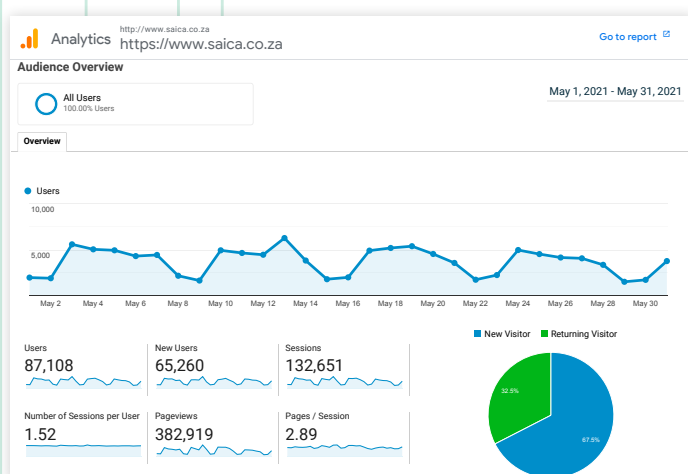 Analytics
http://www.saica.co.za
https://www.saica.co.za
Go to report
Audience Overview
All Users
100.00% Users
May 1, 2021 - May 31, 2021
Overview
Users
10,000
5,000
May 2 May 4 May 6 May 8 May 10 May 12 May 14 May 16 May 18 May 20 May 22 May 24 May 26 May 28 May 30
New Visitor Returning Visitor
Users New Users Sessions
87,108 65,260 132,651
32.5%
Number of Sessions per User Pageviews Pages / Session
1.52 382,919 2.89
67.5%